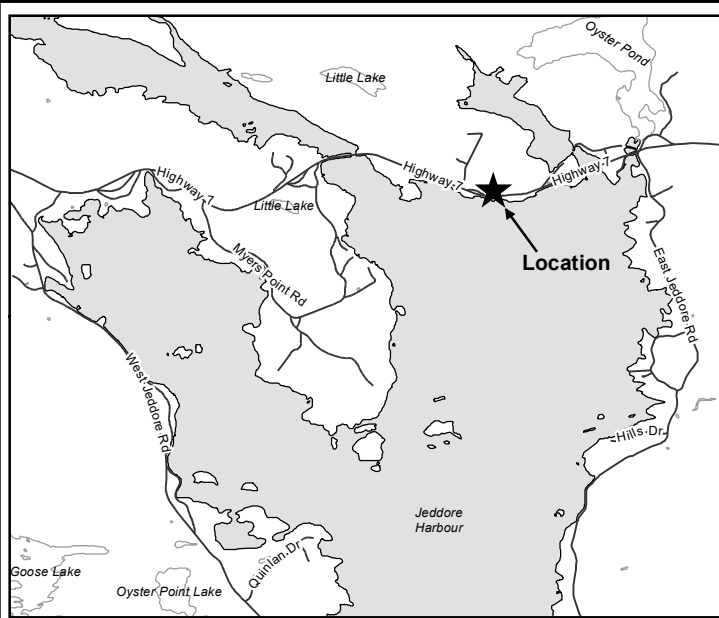 Oyster Pond
Little Lake
Highway 7
Highway 7
Highway 7
Little Lake
Location
Myers Point Rd
East Jeddore Rd
West Jeddore Rd
Hills Dr
Jeddore
Harbour
Quinlan Dr
Goose Lake
Oyster Point Lake